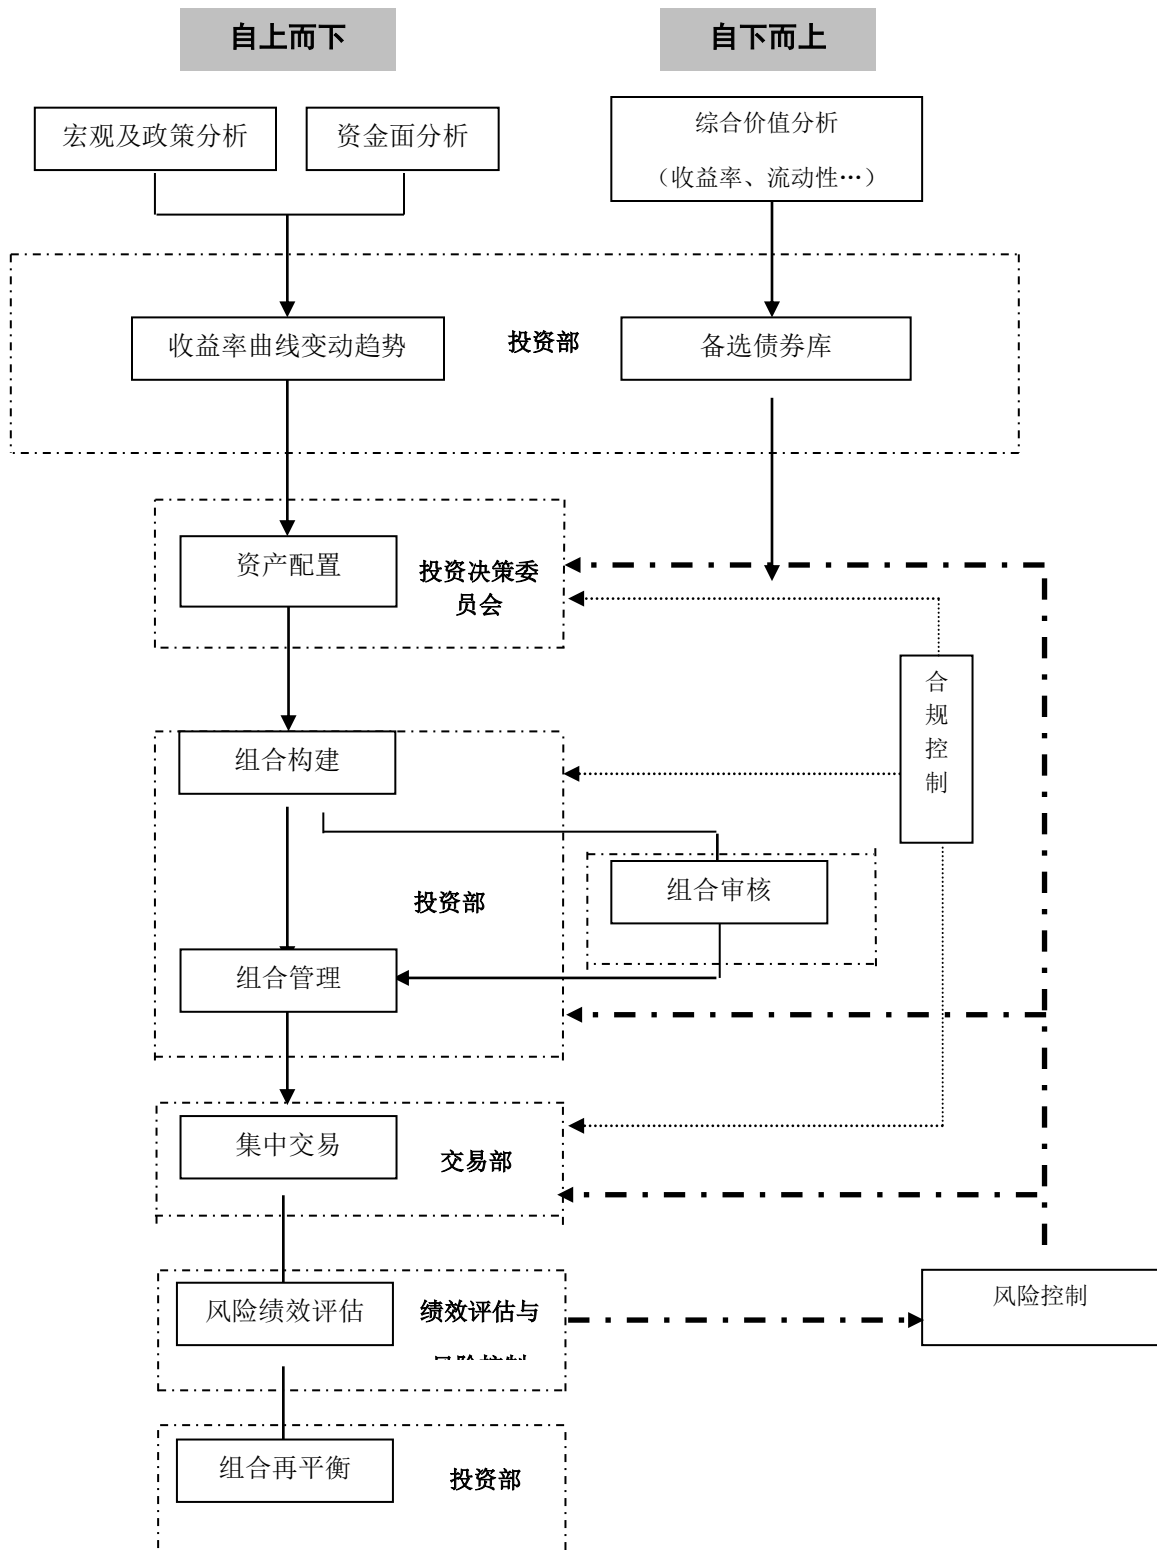 自上而下
自下而上
宏观及政策分析
资金面分析
综合价值分析
（收益率、流动性…）
收益率曲线变动趋势
投资部
备选债券库
资产配置
投资决策委
员会
合
规
控
制
组合构建
组合审核
投资部
组合管理
集中交易
交易部
风险绩效评估
绩效评估与
风险控制
组合再平衡
投资部